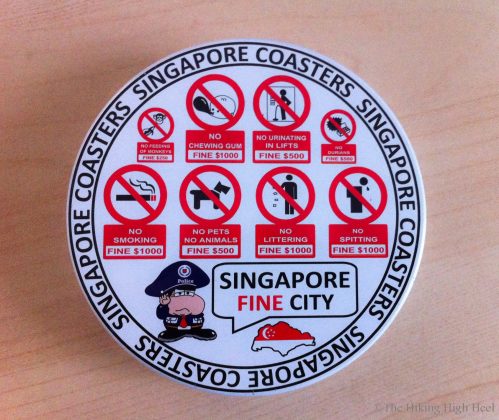 SINGAPORE COASTERS SINGAPORE COASTERS SINGAPORE COASTERS SINGAPORE COASTERS
NO FEEDING
OF MONKEYS
FINE $250
NO
CHEWING GUM
FINE $1000
NO URINATING
IN LIFTS
FINE $500
NO
DURIANS
FINE $500
NO
SMOKING
FINE $1000
NO PETS
NO ANIMALS
FINE $500
NO
LITTERING
FINE $1000
NO
SPITTING
FINE $1000
Police
SINGAPORE
FINE CITY
© The Hiking High Heel